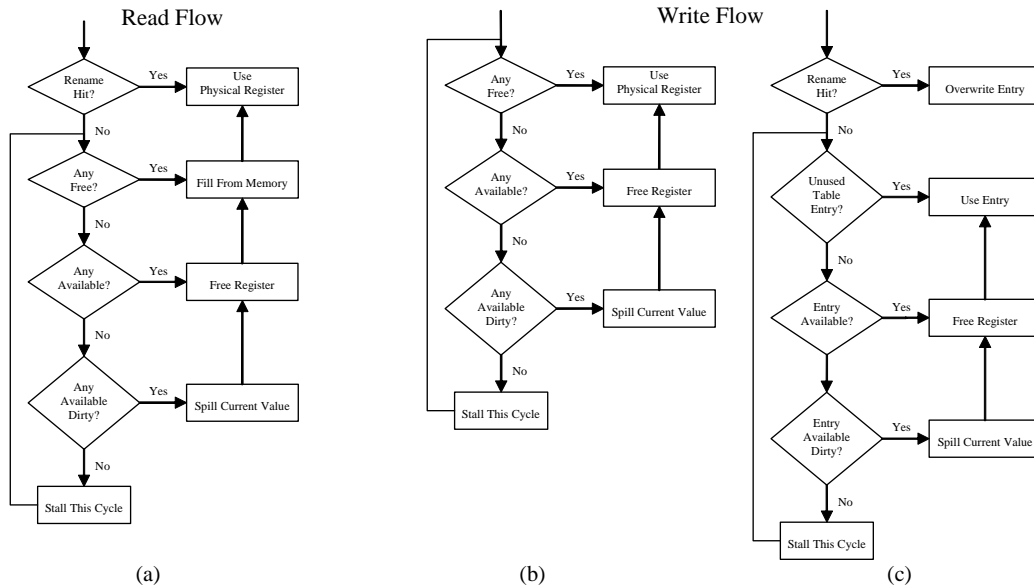 Read Flow
Write Flow
Rename
Hit?
Yes
Use
Physical Register
No
Any
Free?
Yes
Fill From Memory
No
Any
Available?
Yes
Free Register
No
Any
Available
Dirty?
Yes
Spill Current Value
No
Stall This Cycle
(a)
Any
Free?
Yes
Use
Physical Register
No
Any
Available?
Yes
Free Register
No
Any
Available
Dirty?
Yes
Spill Current Value
No
Stall This Cycle
(b)
Rename
Hit?
Yes
Overwrite Entry
No
Unused
Table
Entry?
Yes
Use Entry
No
Entry
Available?
Yes
Free Register
Entry
Available
Dirty?
Yes
Spill Current Value
No
Stall This Cycle
(c)